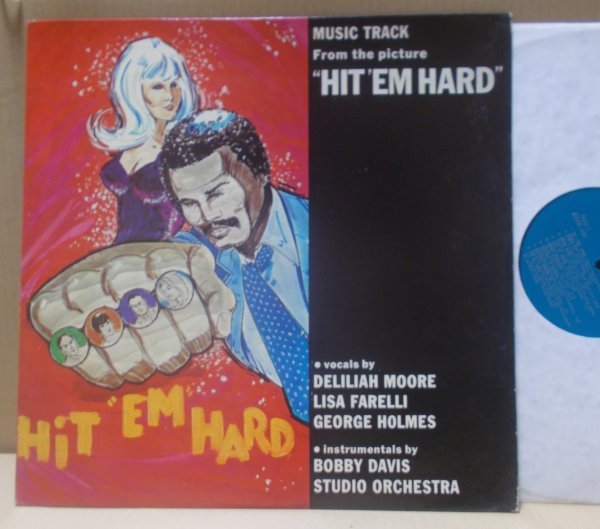 MUSIC TRACK
From the picture
"HIT 'EM HARD"
• vocals by
DELILIAH MOORE
LISA FARELLI
GEORGE HOLMES
• instrumentals by
BOBBY DAVIS
STUDIO ORCHESTRA
HiT "EM" HARD